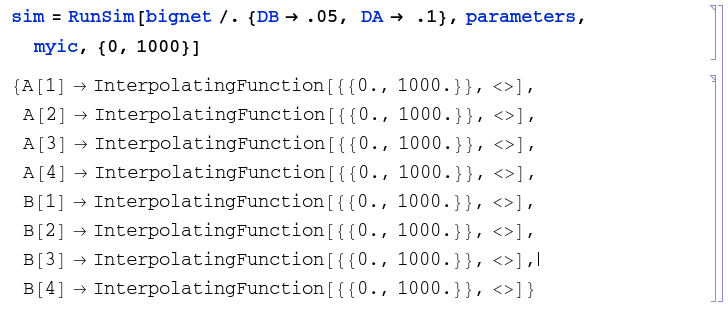 sim = RunSim[bignet /. {DB → .05, DA → .1}, parameters,
myic, {0, 1000}]
{A[1] → InterpolatingFunction[{{0., 1000.}}, <>],
A[2] → InterpolatingFunction[{{0., 1000.}}, <>],
A[3] → InterpolatingFunction[{{0., 1000.}}, <>],
A[4] → InterpolatingFunction[{{0., 1000.}}, <>],
B[1] → InterpolatingFunction[{{0., 1000.}}, <>],
B[2] → InterpolatingFunction[{{0., 1000.}}, <>],
B[3] → InterpolatingFunction[{{0., 1000.}}, <>],
B[4] → InterpolatingFunction[{{0., 1000.}}, <>]}